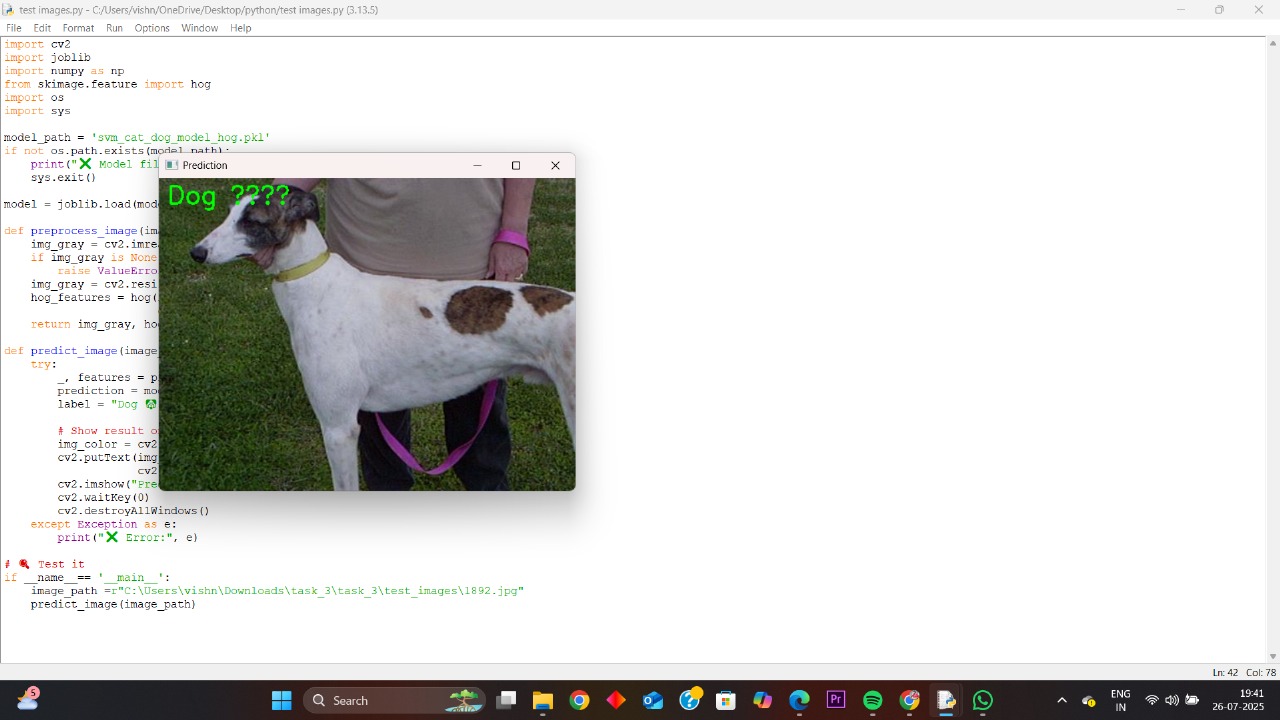 test images.py - C:/Users/vishn/OneDrive/Desktop/python/test images.py (3.13.5)
File Edit Format Run Options Window Help
import cv2
import joblib
import numpy as np
from skimage.feature import hog
import os
import sys
model_path = 'svm_cat_dog_model_hog.pkl'
if not os.path.exists(model_path):
print("❌ Model fil
sys.exit()
model = joblib.load(mod
def preprocess_image(im
img_gray = cv2.imre
if img_gray is None
raise ValueErro
img_gray = cv2.resi
hog_features = hog(
return img_gray, ho
def predict_image(image
try:
_, features = p
prediction = mo
label = "Dog 🐶
# Show result o
img_color = cv2
cv2.putText(img
cv2
cv2.imshow("Pre
cv2.waitKey(0)
cv2.destroyAllWindows()
except Exception as e:
print("❌ Error:", e)
# 🔍 Test it
if __name__== '__main__':
image_path =r"C:\Users\vishn\Downloads\task_3\task_3\test_images\1892.jpg"
predict_image(image_path)
Prediction
Dog ????
Ln: 42 Col: 78
5
Search
Pr
ENG
IN
19:41
26-07-2025